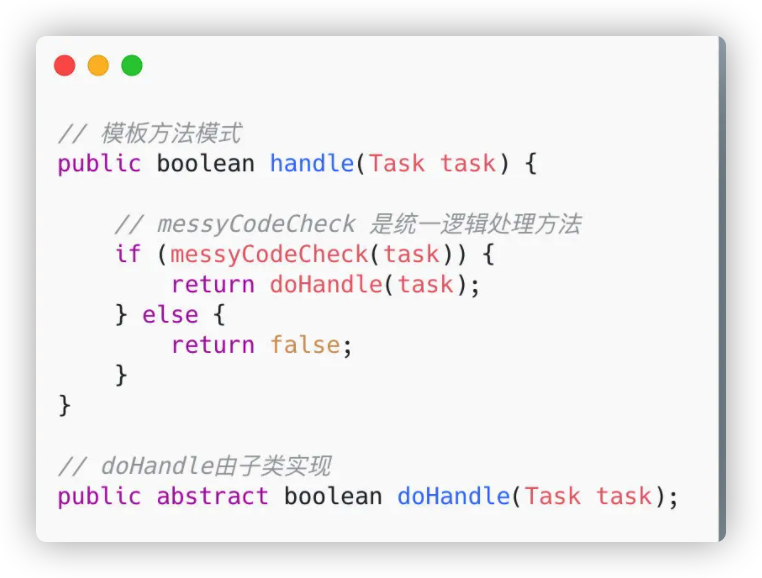 // 模板方法模式
public boolean handle(Task task) {
    // messyCodeCheck 是统一逻辑处理方法
    if (messyCodeCheck(task)) {
        return doHandle(task);
    } else {
        return false;
    }
}
// doHandle由子类实现
public abstract boolean doHandle(Task task);